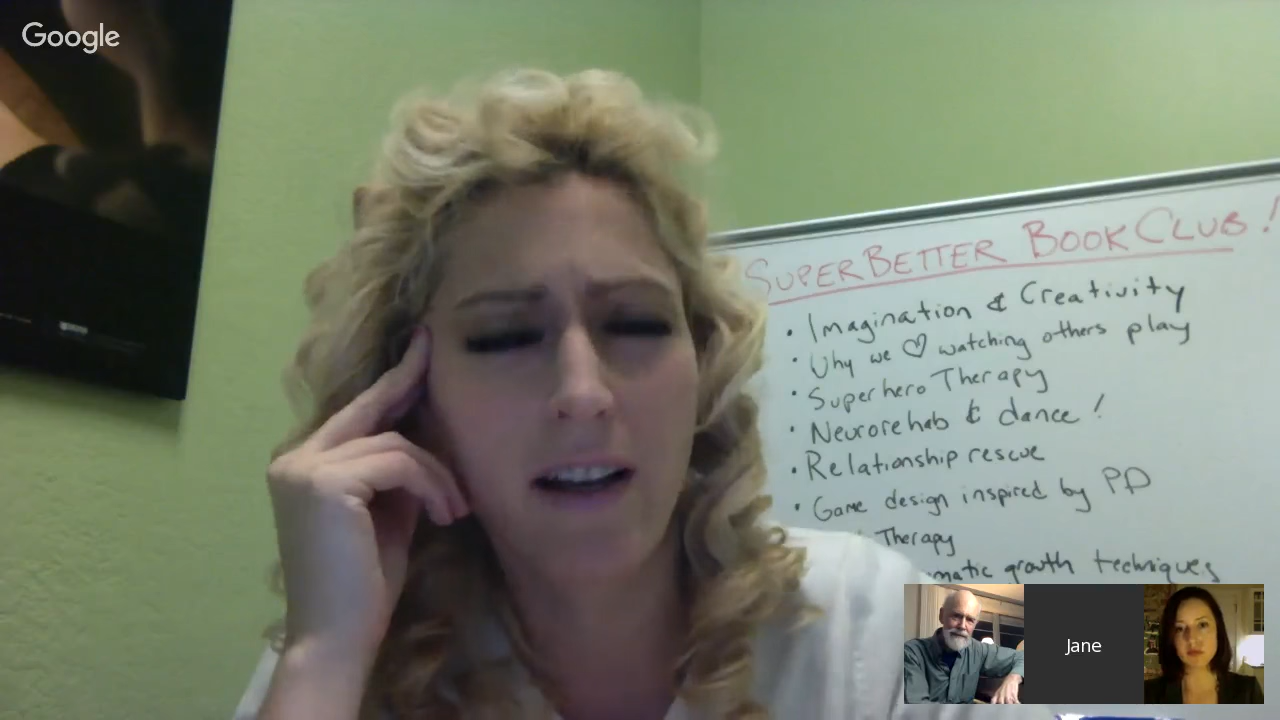 Google
SUPERBETTER BOOK CLUB!
• Imagination & Creativity
• Why we ♡ watching others play
• Superhero Therapy
• Neurorehab & dance!
• Relationship rescue
• Game design inspired by PD
Therapy
growth techniques
Jane